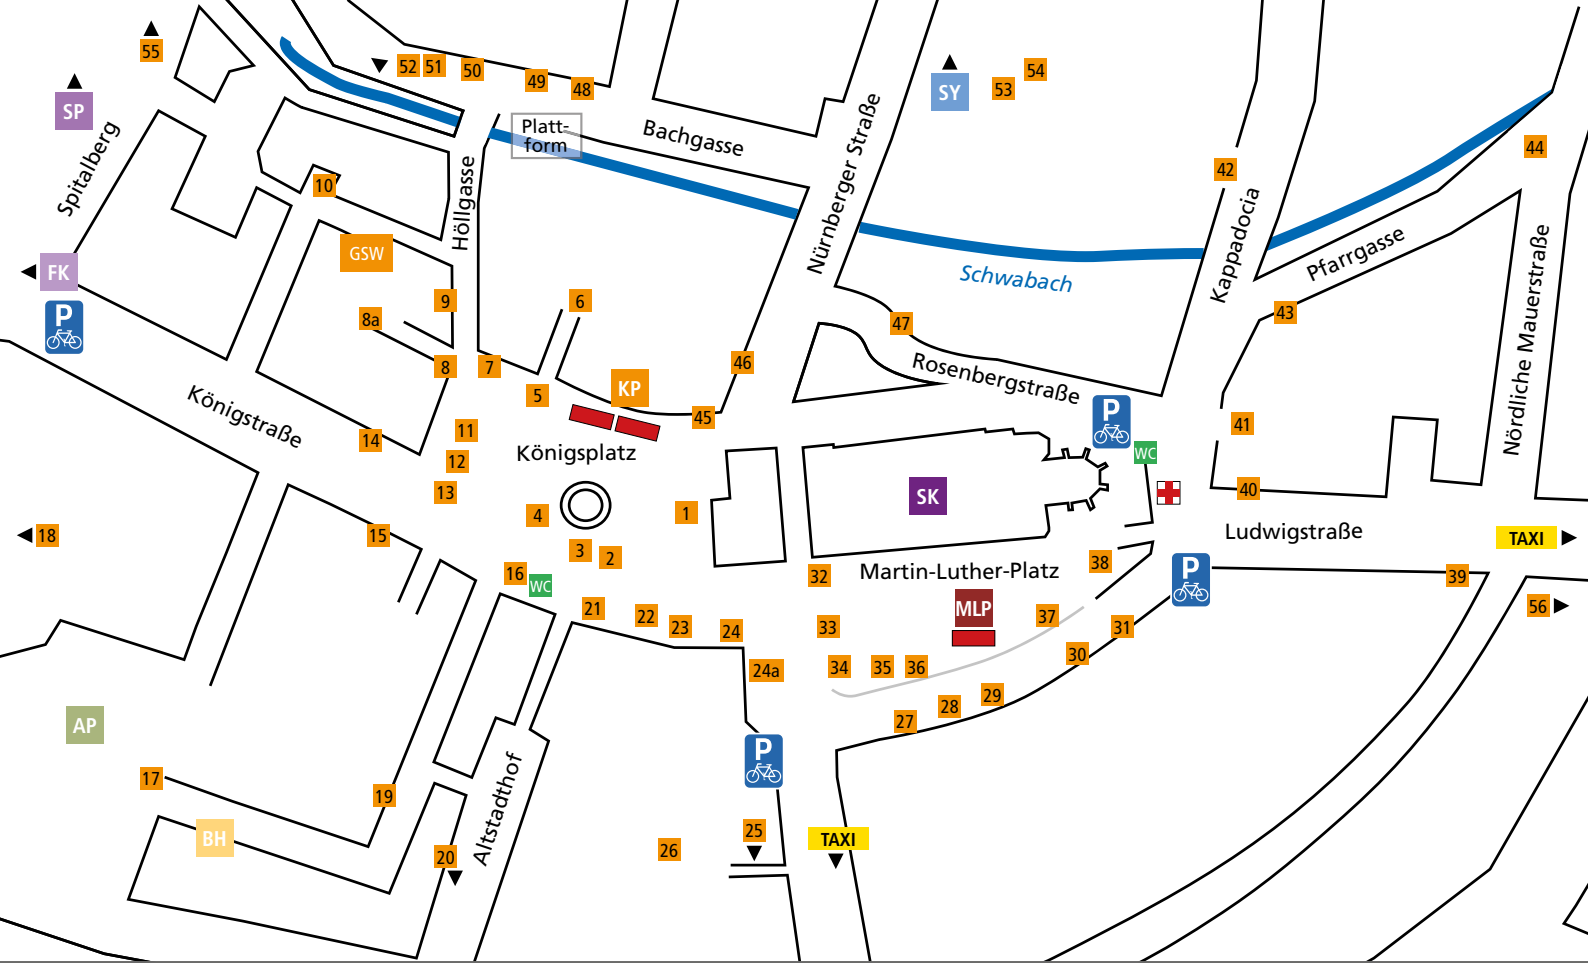 55
52
51
50
49
48
54
53
SY
SP
Platt-
form
Bachgasse
44
42
10
Spitalberg
Höllgasse
Nürnberger Straße
Kappadocia
Pfarrgasse
Nördliche Mauerstraße
GSW
FK
Schwabach
P
9
6
8a
47
43
46
8
7
Rosenbergstraße
KP
5
45
Königstraße
P
41
14
11
Königsplatz
WC
12
13
SK
40
4
1
18
15
Ludwigstraße
TAXI
3
2
38
16
WC
32
Martin-Luther-Platz
P
39
21
22
23
24
33
MLP
37
31
56
24a
34
35
36
30
29
28
27
AP
P
17
19
Altstadthof
BH
25
TAXI
20
26